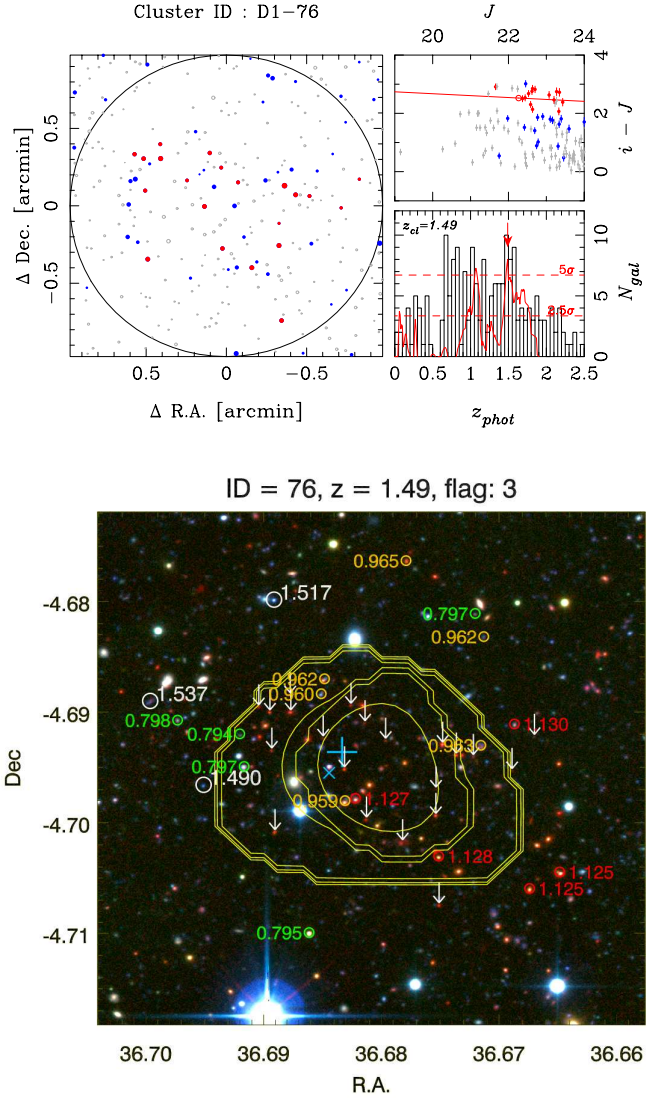 Cluster ID : D1−76
J
20 22 24
Δ Dec. [arcmin]
0.5
0
−0.5
4
2
0
i − J
z_cl=1.49
5σ
2.5σ
10
5
0
N_gal
0.5 0 −0.5
0 0.5 1 1.5 2 2.5
Δ R.A. [arcmin]
z_phot
ID = 76, z = 1.49, flag: 3
0.965
-4.68
1.517
0.797
0.962
0.962
0.960
1.537
-4.69
0.798
1.130
0.794
0.963
Dec
0.797
1.490
0.959
1.127
-4.70
1.128
1.125
1.125
-4.71
0.795
36.70 36.69 36.68 36.67 36.66
R.A.